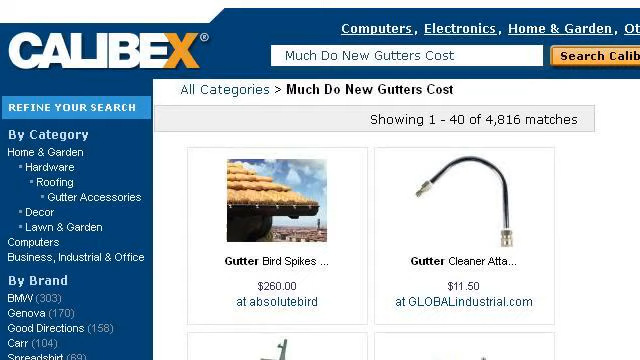 Computers, Electronics, Home & Garden, Ot
CALIBEX®
Much Do New Gutters Cost
Search Calib
All Categories > Much Do New Gutters Cost
REFINE YOUR SEARCH
Showing 1 - 40 of 4,816 matches
By Category
Home & Garden
Hardware
Roofing
Gutter Accessories
Decor
Lawn & Garden
Computers
Business, Industrial & Office
By Brand
BMW (303)
Genova (170)
Good Directions (158)
Carr (104)
Spreadshirt (69)
Gutter Bird Spikes ...
$260.00
at absolutebird
Gutter Cleaner Atta...
$11.50
at GLOBALindustrial.com